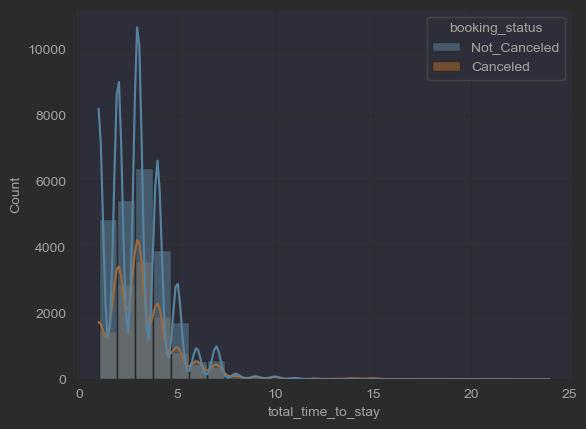 booking_status
Not_Canceled
Canceled
10000
8000
6000
4000
2000
0
Count
0 5 10 15 20 25
total_time_to_stay